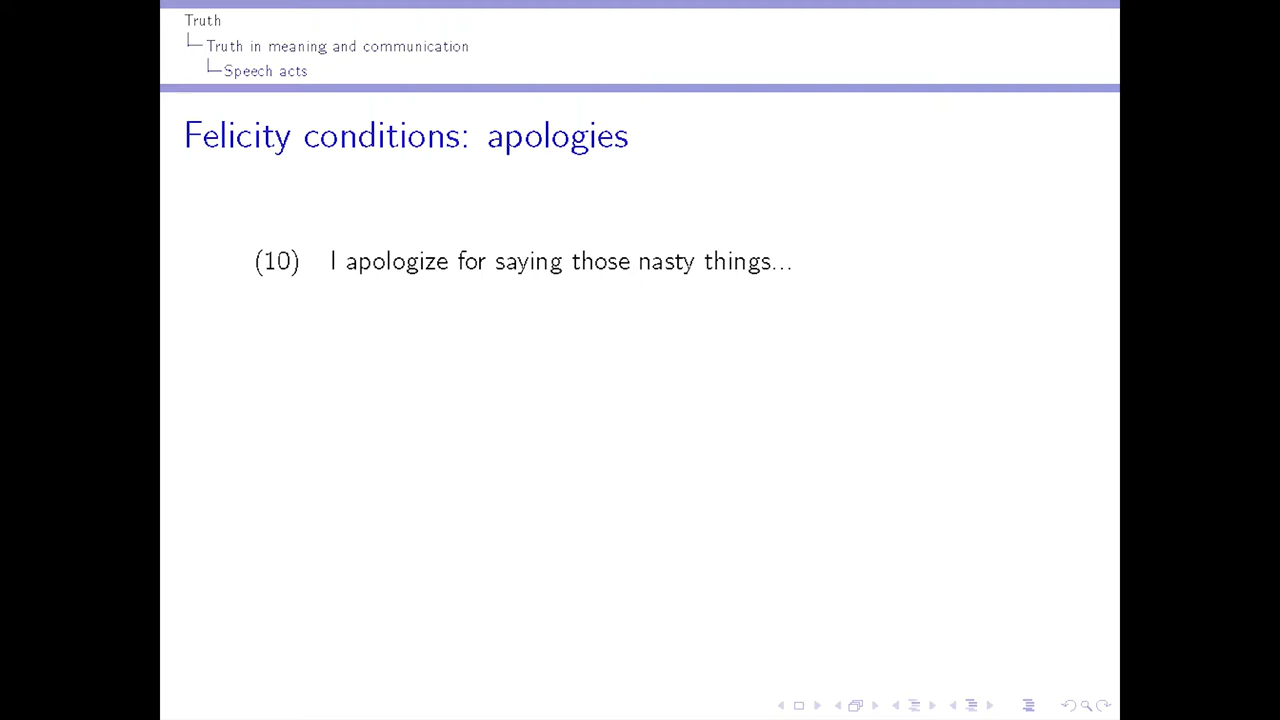 Truth
Truth in meaning and communication
Speech acts
Felicity conditions: apologies
(10) I apologize for saying those nasty things...